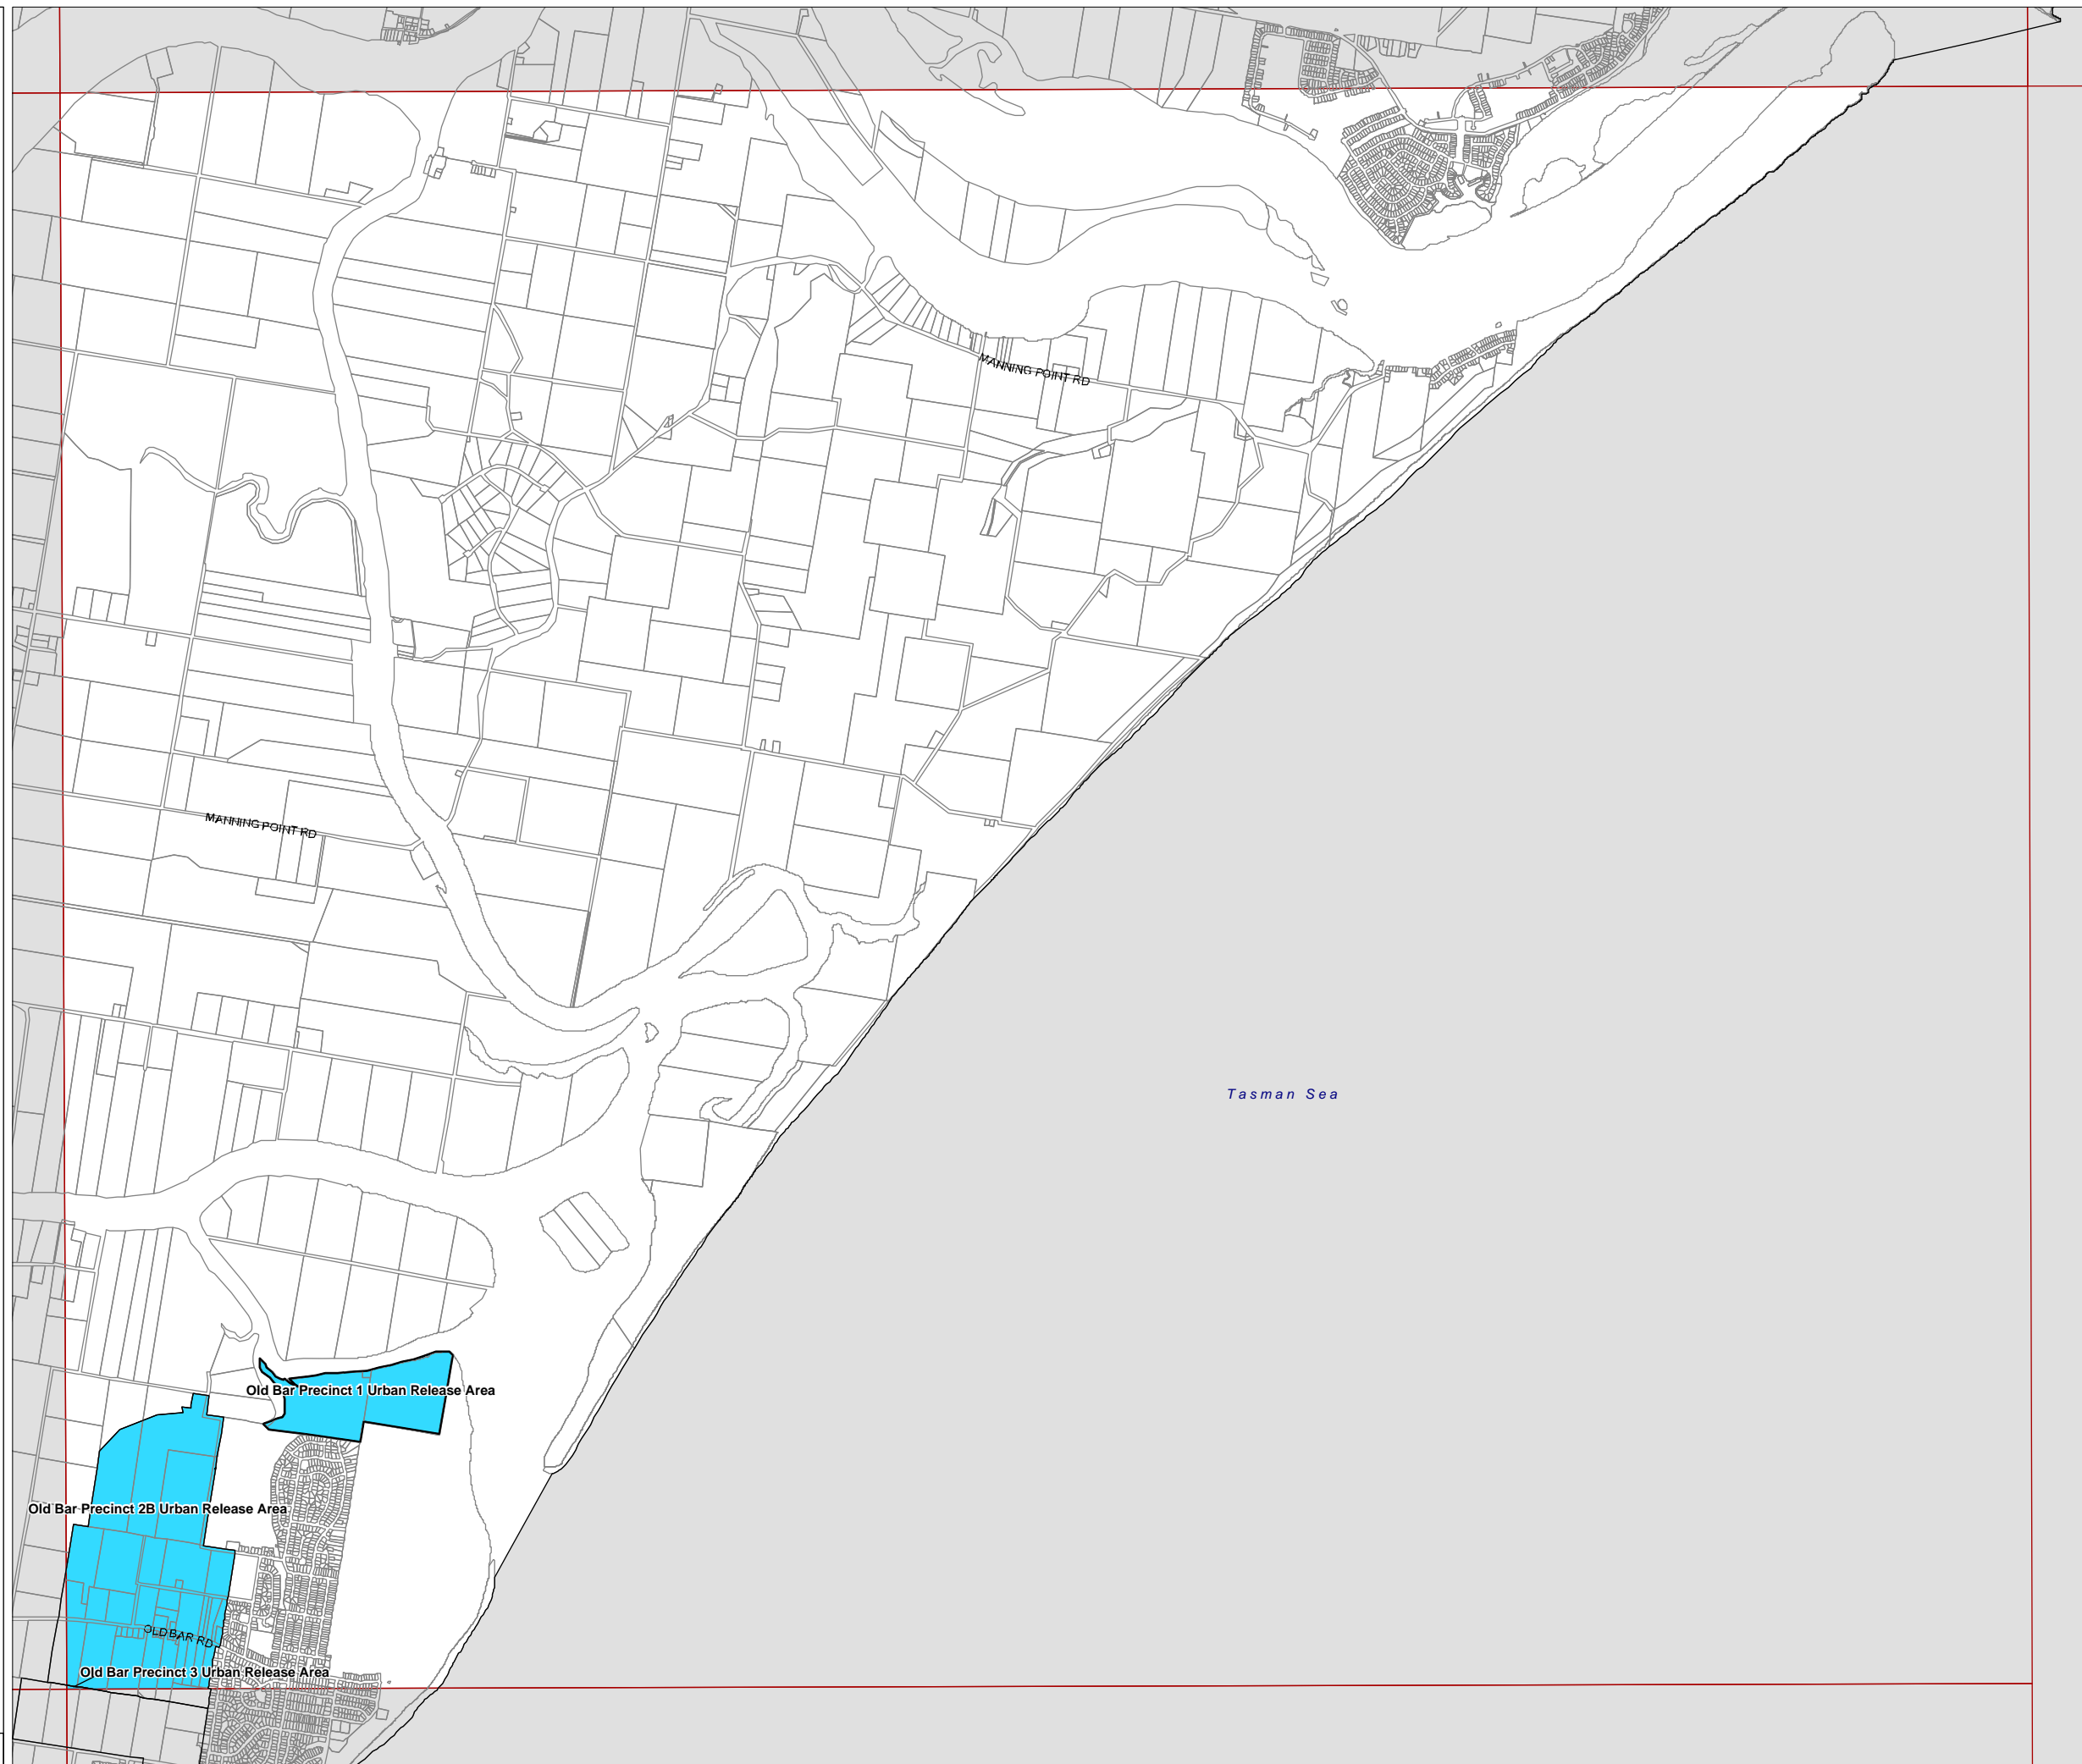 MANNING POINT RD
MANNING POINT RD
Tasman Sea
Old Bar Precinct 1 Urban Release Area
Old Bar Precinct 2B Urban Release Area
OLD BAR RD
Old Bar Precinct 3 Urban Release Area